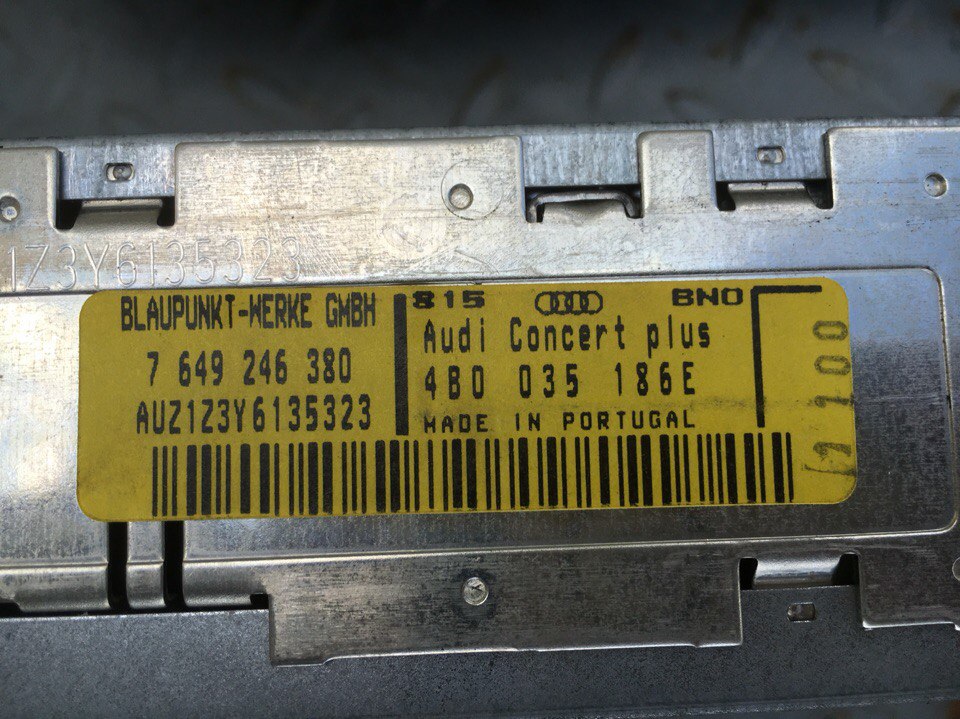 1Z3Y6135323
BLAUPUNKT-WERKE GMBH
7 649 246 380
AUZ1Z3Y6135323
815 BNO
Audi Concert plus
4B0 035 186E
MADE IN PORTUGAL